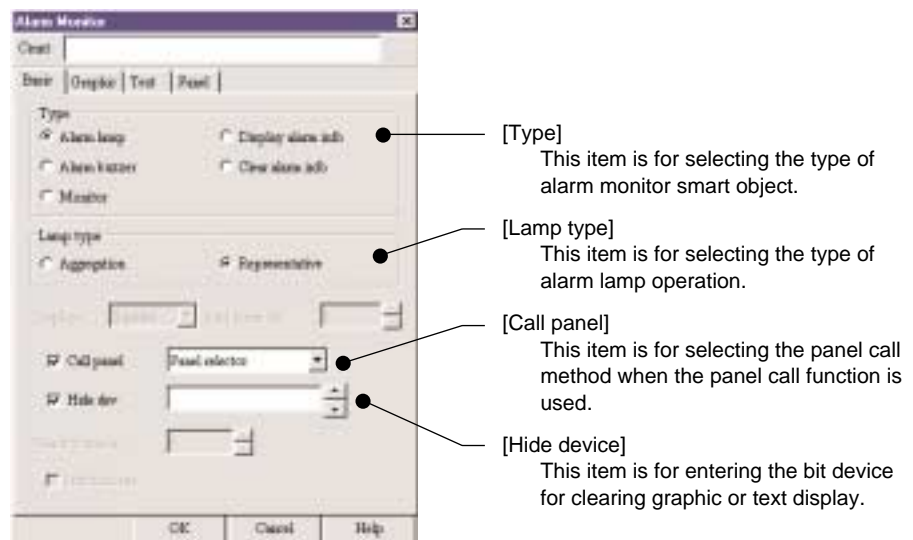 Alarm Monitor
Basic Graphic Text Panel
Type
Alarm lamp Display alarm info
Alarm buzzer Clear alarm info
Monitor
Lamp type
Aggregation Representative
Call panel Panel selector
Hide dev
OK Cancel Help
[Type]
This item is for selecting the type of
alarm monitor smart object.
[Lamp type]
This item is for selecting the type of
alarm lamp operation.
[Call panel]
This item is for selecting the panel call
method when the panel call function is
used.
[Hide device]
This item is for entering the bit device
for clearing graphic or text display.